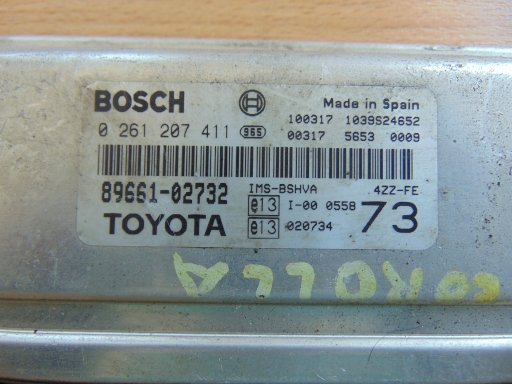 BOSCH Made in Spain
0 261 207 411 965 100317 1039S24652
00317 5653 0009
89661-02732 IMS-BSHVA 4ZZ-FE
TOYOTA e13 I-00 0558 73
e13 020734
COROLLA